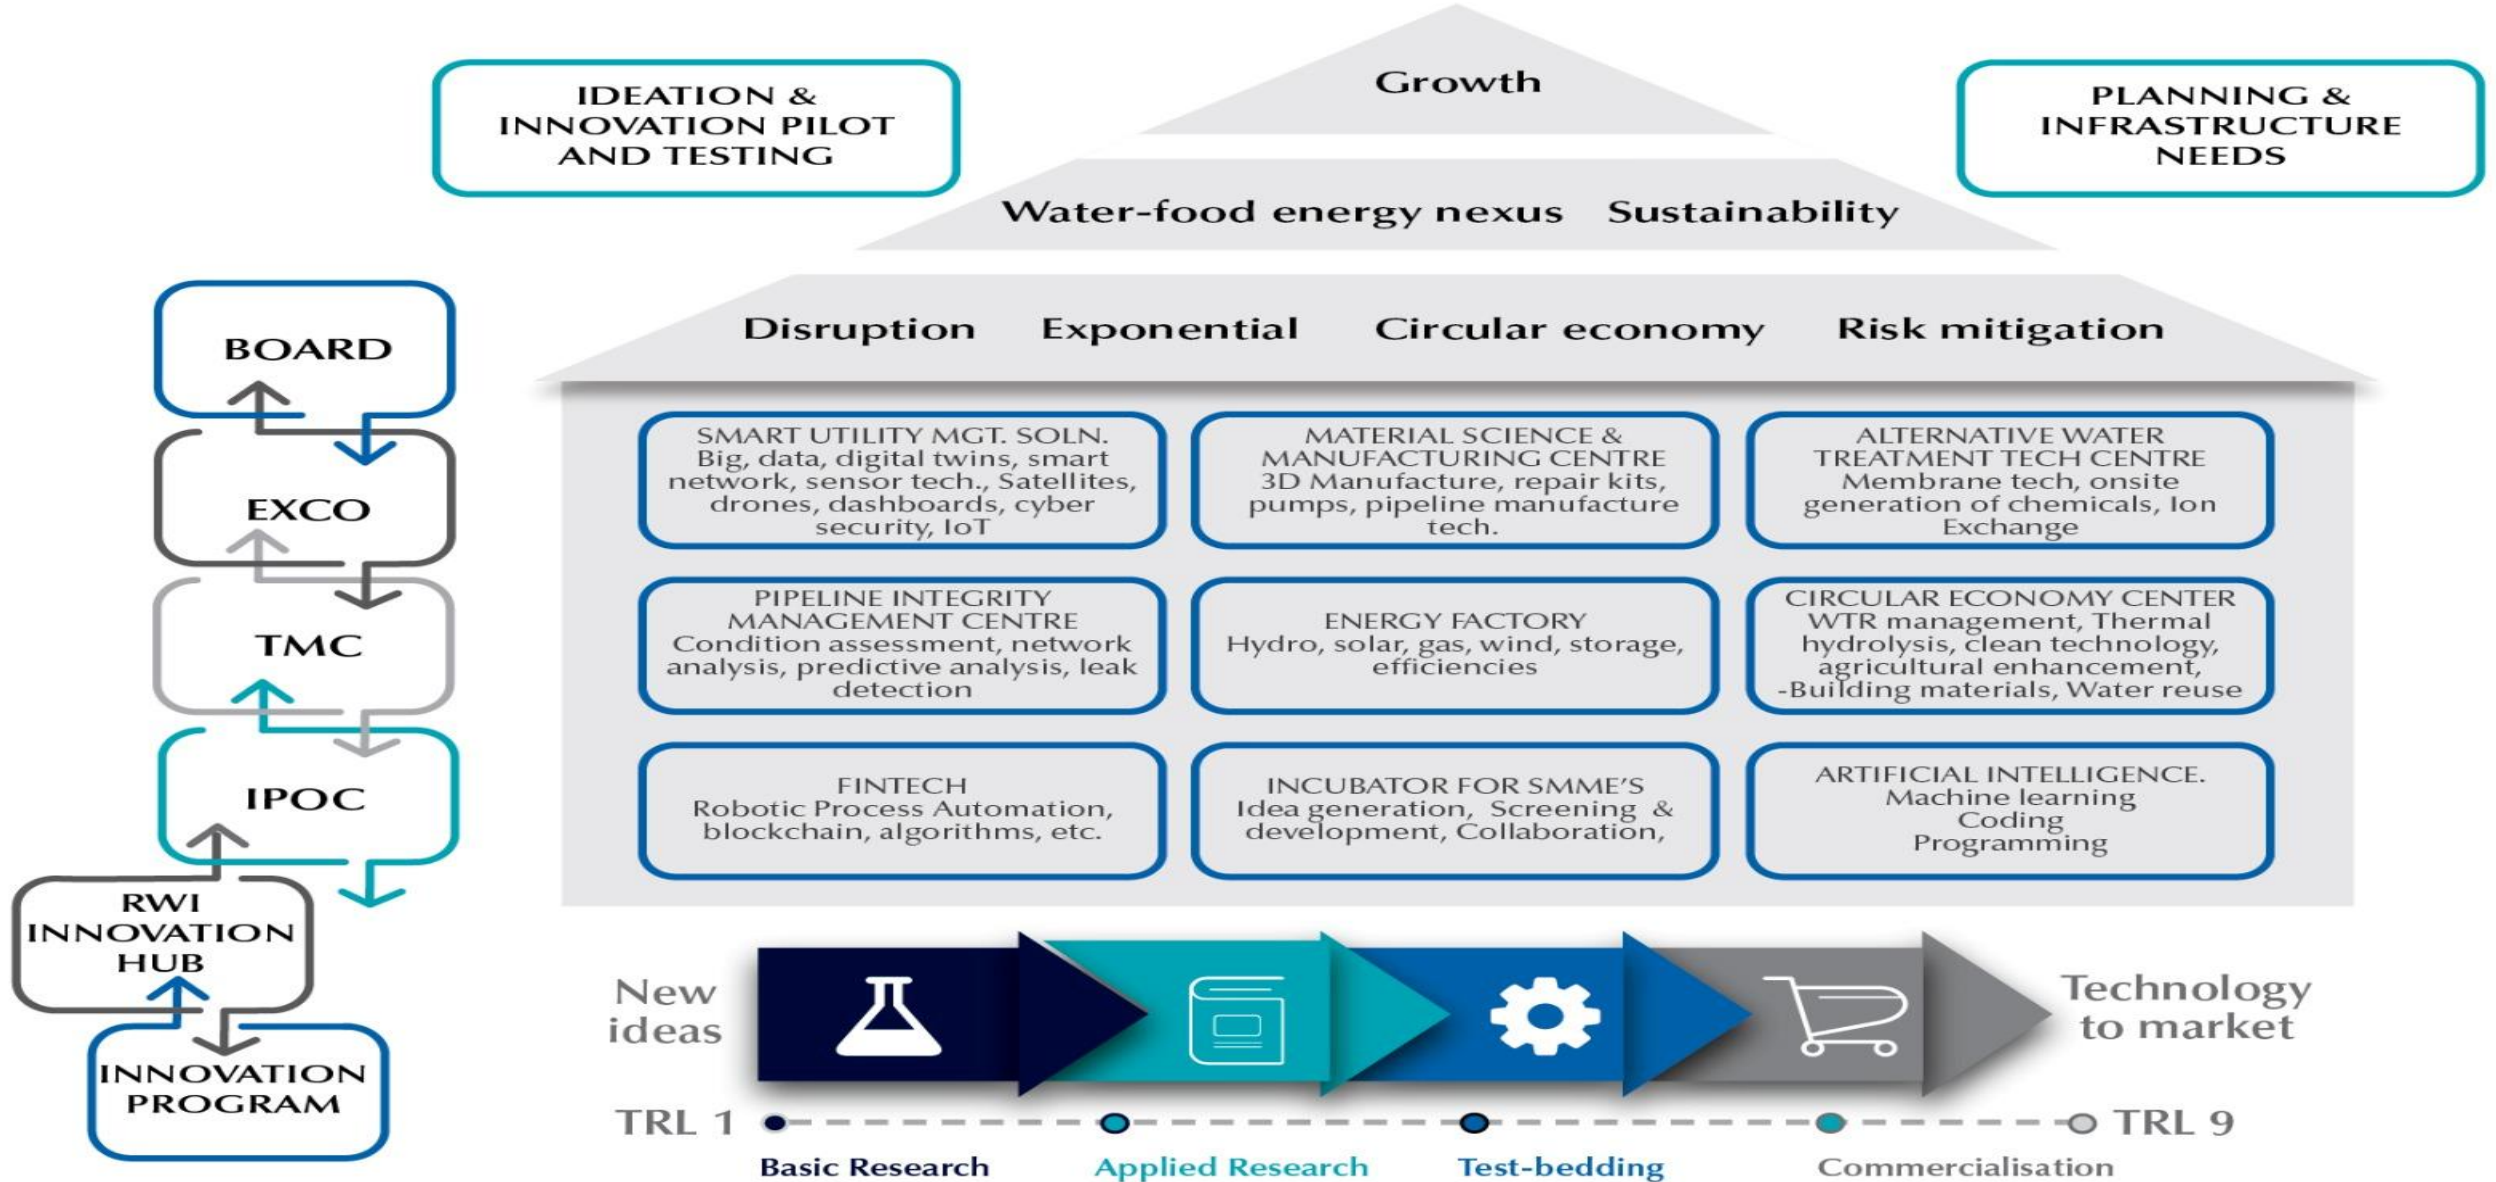 IDEATION &
INNOVATION PILOT
AND TESTING
Growth
PLANNING &
INFRASTRUCTURE
NEEDS
Water-food energy nexus Sustainability
Disruption Exponential Circular economy Risk mitigation
BOARD
EXCO
TMC
IPOC
RWI
INNOVATION
HUB
INNOVATION
PROGRAM
SMART UTILITY MGT. SOLN.
Big, data, digital twins, smart
network, sensor tech., Satellites,
drones, dashboards, cyber
security, IoT
MATERIAL SCIENCE &
MANUFACTURING CENTRE
3D Manufacture, repair kits,
pumps, pipeline manufacture
tech.
ALTERNATIVE WATER
TREATMENT TECH CENTRE
Membrane tech, onsite
generation of chemicals, Ion
Exchange
PIPELINE INTEGRITY
MANAGEMENT CENTRE
Condition assessment, network
analysis, predictive analysis, leak
detection
ENERGY FACTORY
Hydro, solar, gas, wind, storage,
efficiencies
CIRCULAR ECONOMY CENTER
WTR management, Thermal
hydrolysis, clean technology,
agricultural enhancement,
-Building materials, Water reuse
FINTECH
Robotic Process Automation,
blockchain, algorithms, etc.
INCUBATOR FOR SMME'S
Idea generation, Screening &
development, Collaboration,
ARTIFICIAL INTELLIGENCE.
Machine learning
Coding
Programming
New
ideas
Technology
to market
TRL 1
TRL 9
Basic Research
Applied Research
Test-bedding
Commercialisation